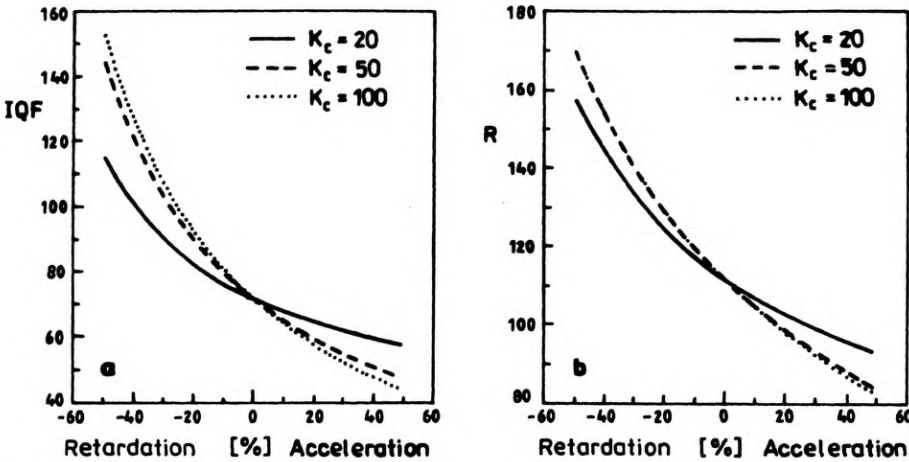 160
140
IQF
120
100
80
60
40
K_c = 20
K_c = 50
K_c = 100
a
-60 -40 -20 0 20 40 60
Retardation [%] Acceleration
180
160
R
140
120
100
80
K_c = 20
K_c = 50
K_c = 100
b
-60 -40 -20 0 20 40 60
Retardation [%] Acceleration